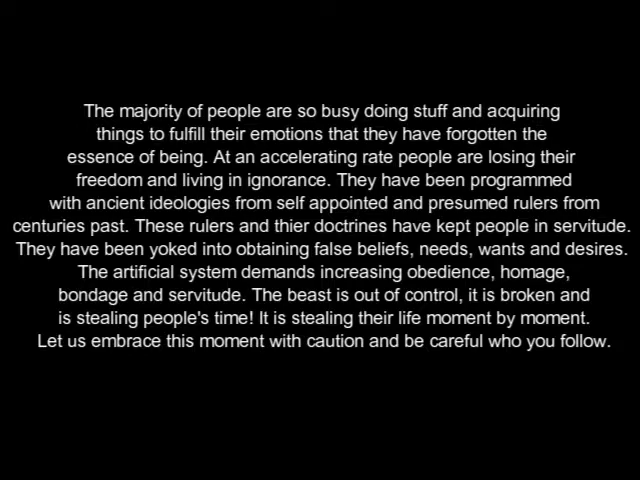 The majority of people are so busy doing stuff and acquiring
things to fulfill their emotions that they have forgotten the
essence of being. At an accelerating rate people are losing their
freedom and living in ignorance. They have been programmed
with ancient ideologies from self appointed and presumed rulers from
centuries past. These rulers and thier doctrines have kept people in servitude.
They have been yoked into obtaining false beliefs, needs, wants and desires.
The artificial system demands increasing obedience, homage,
bondage and servitude. The beast is out of control, it is broken and
is stealing people's time! It is stealing their life moment by moment.
Let us embrace this moment with caution and be careful who you follow.